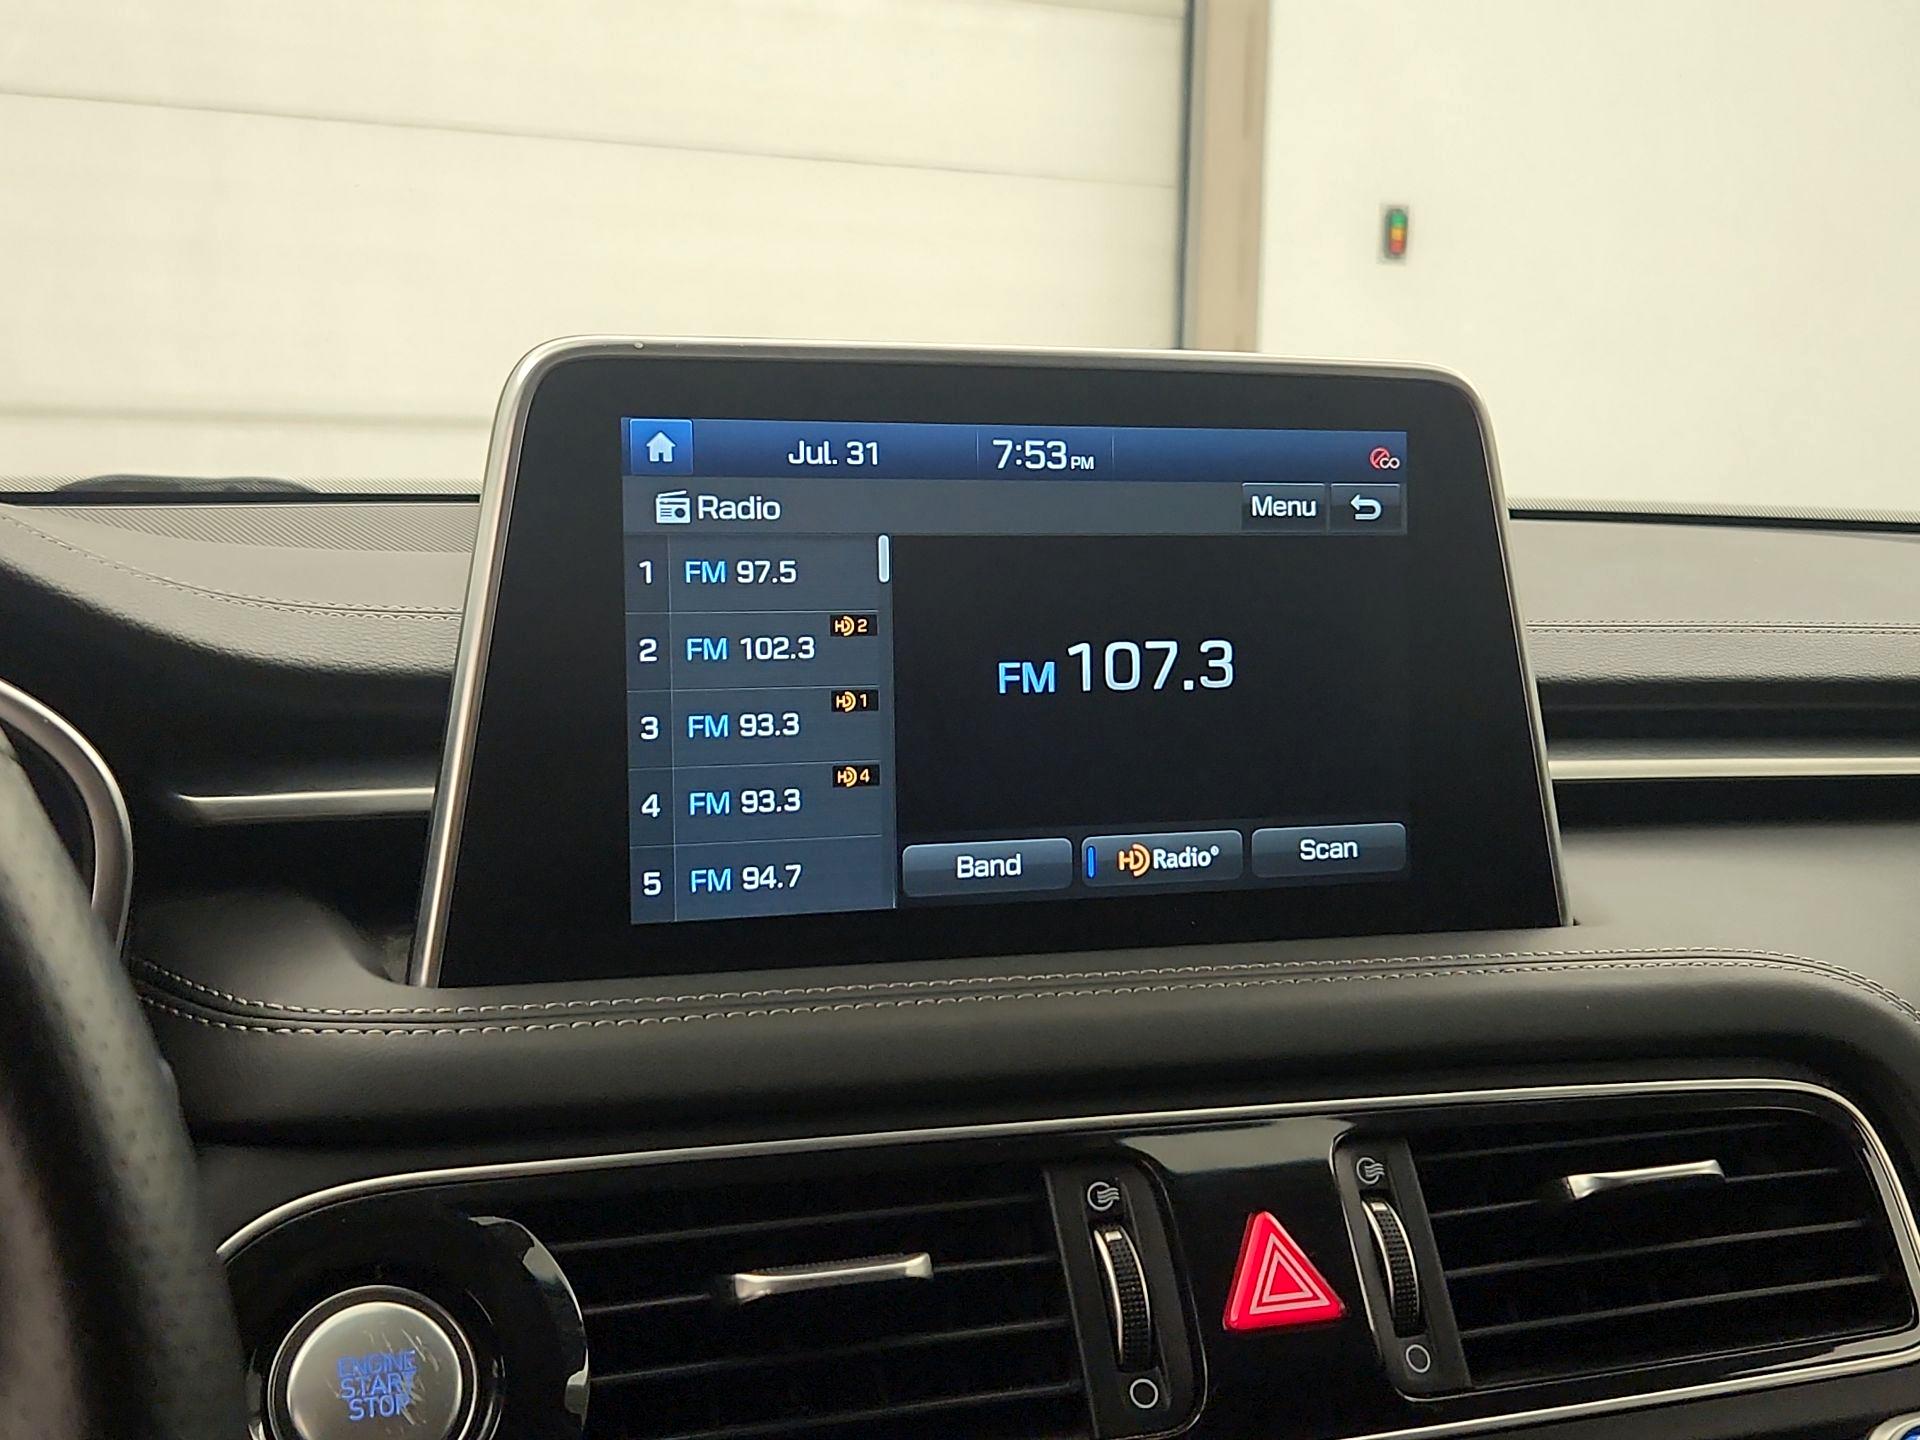 Jul. 31 7:53 PM
Radio Menu
1 FM 97.5
2 FM 102.3 HD 2
3 FM 93.3 HD 1
4 FM 93.3 HD 4
5 FM 94.7
FM 107.3
Band HD Radio® Scan
ENGINE
START
STOP